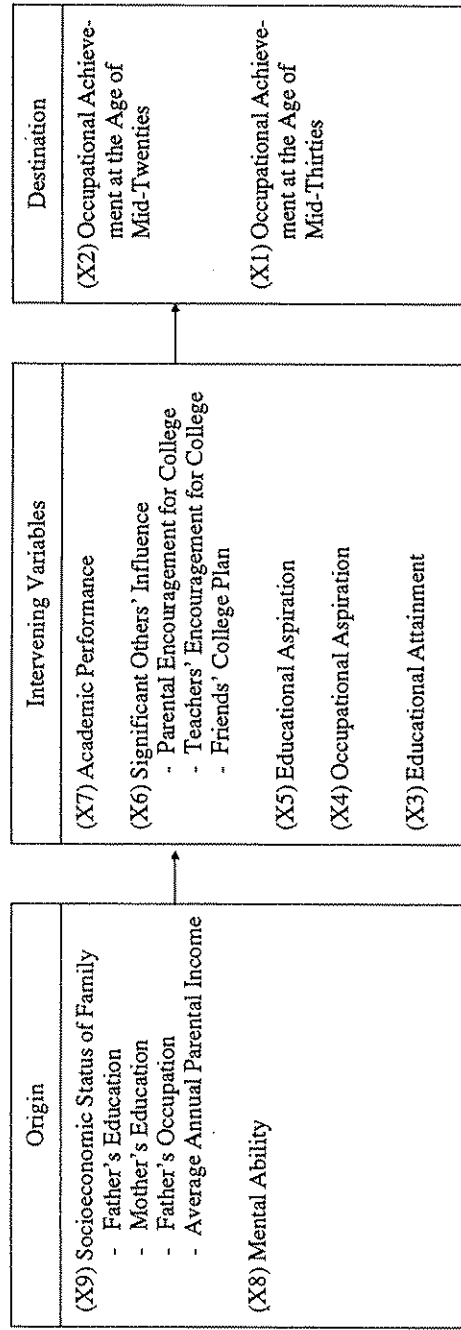 Origin
(X9) Socioeconomic Status of Family
- Father's Education
- Mother's Education
- Father's Occupation
- Average Annual Parental Income
(X8) Mental Ability
Intervening Variables
(X7) Academic Performance
(X6) Significant Others' Influence
- Parental Encouragement for College
- Teachers' Encouragement for College
- Friends' College Plan
(X5) Educational Aspiration
(X4) Occupational Aspiration
(X3) Educational Attainment
Destination
(X2) Occupational Achieve-
ment at the Age of
Mid-Twenties
(X1) Occupational Achieve-
ment at the Age of
Mid-Thirties